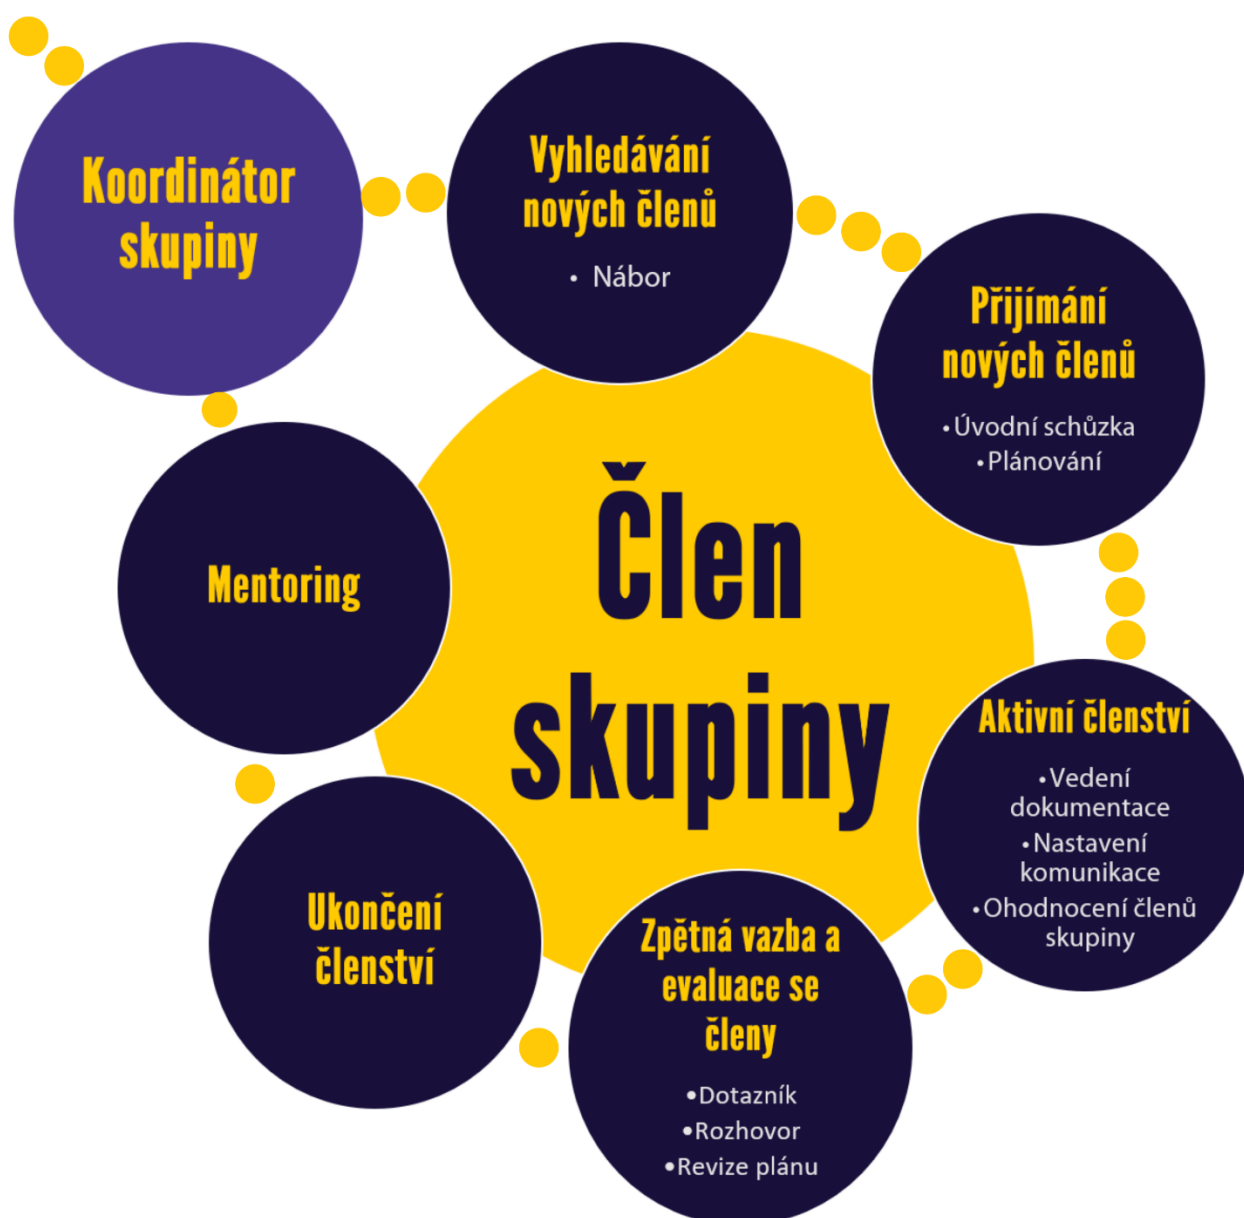 Koordinátor
skupiny
Vyhledávání
nových členů
• Nábor
Přijímání
nových členů
• Úvodní schůzka
• Plánování
Aktivní členství
• Vedení
dokumentace
• Nastavení
komunikace
• Ohodnocení členů
skupiny
Zpětná vazba a
evaluace se
členy
• Dotazník
• Rozhovor
• Revize plánu
Ukončení
členství
Mentoring
Člen
skupiny